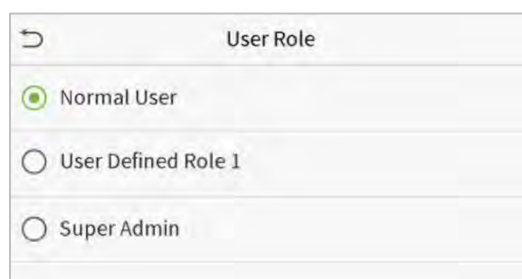 User Role
Normal User
User Defined Role 1
Super Admin